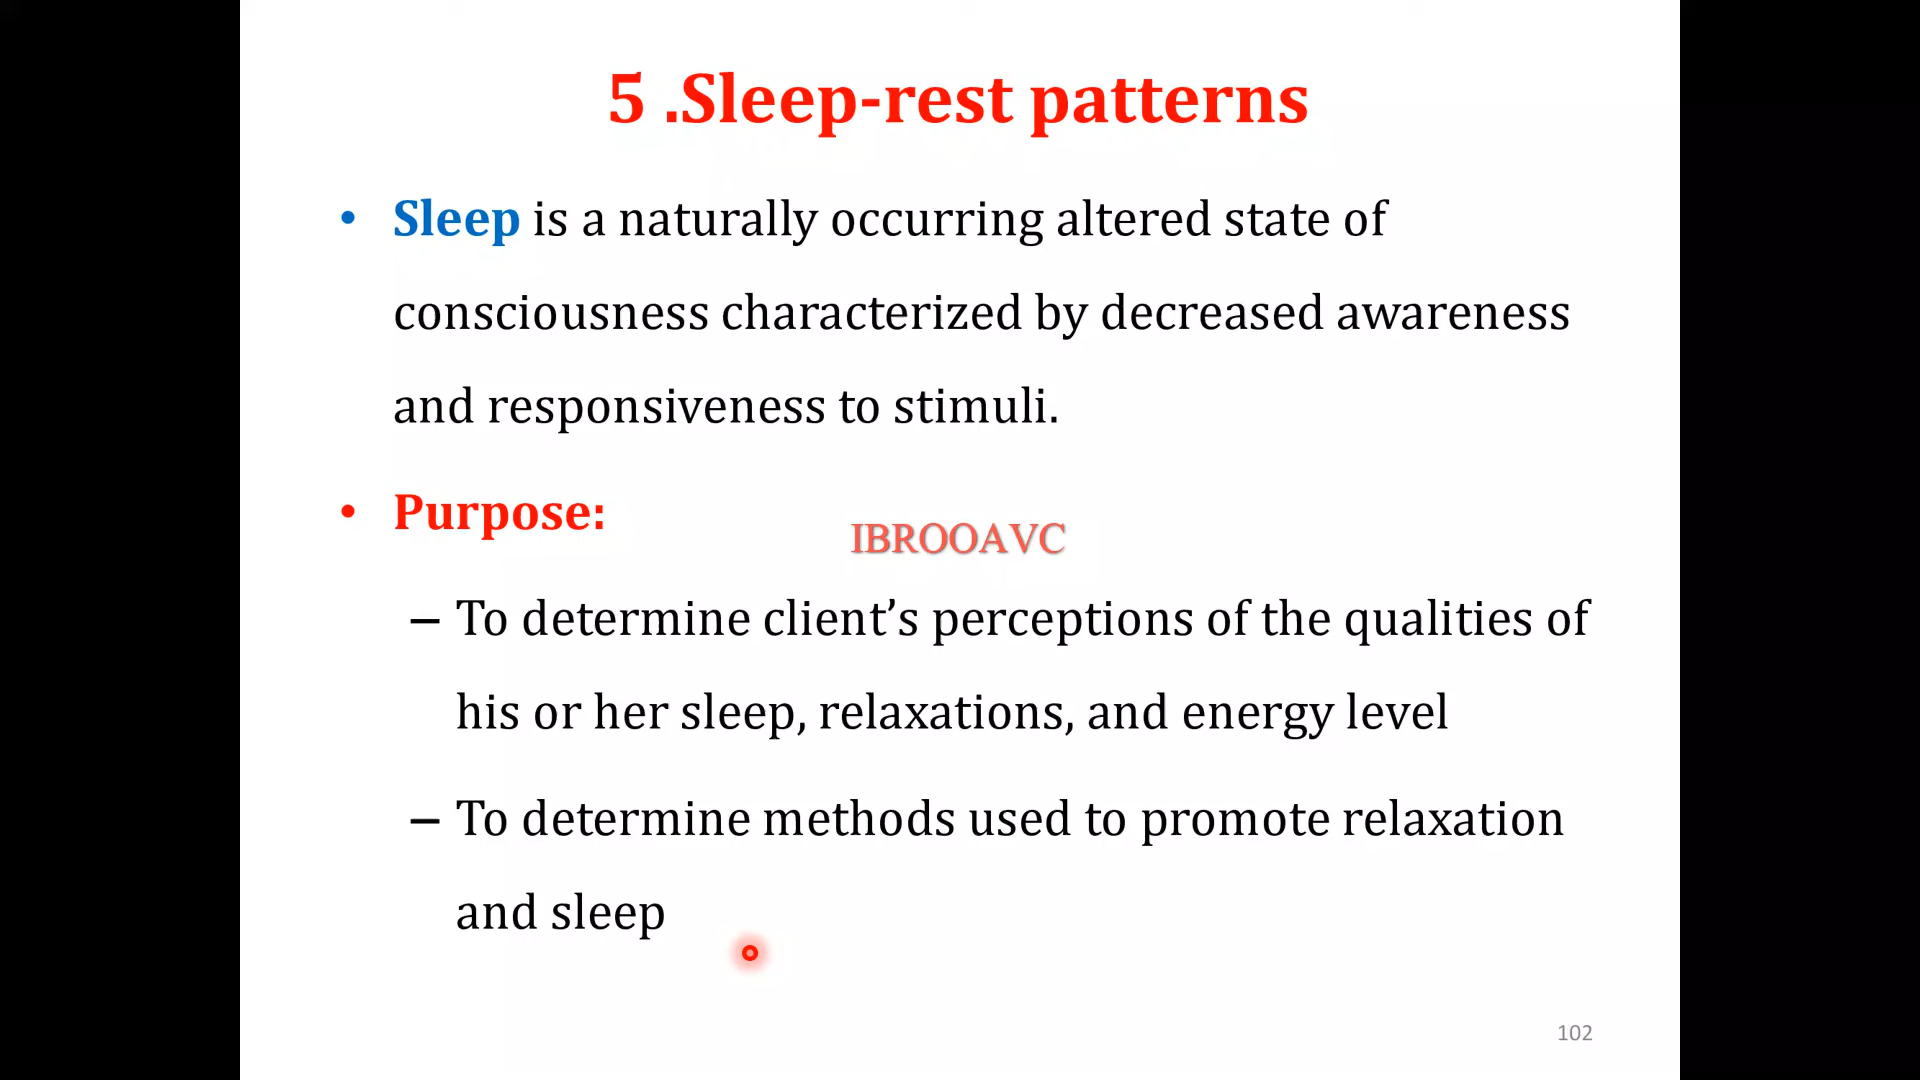 5 .Sleep-rest patterns
• Sleep is a naturally occurring altered state of
consciousness characterized by decreased awareness
and responsiveness to stimuli.
• Purpose:
IBROOAVC
– To determine client’s perceptions of the qualities of
his or her sleep, relaxations, and energy level
– To determine methods used to promote relaxation
and sleep
102